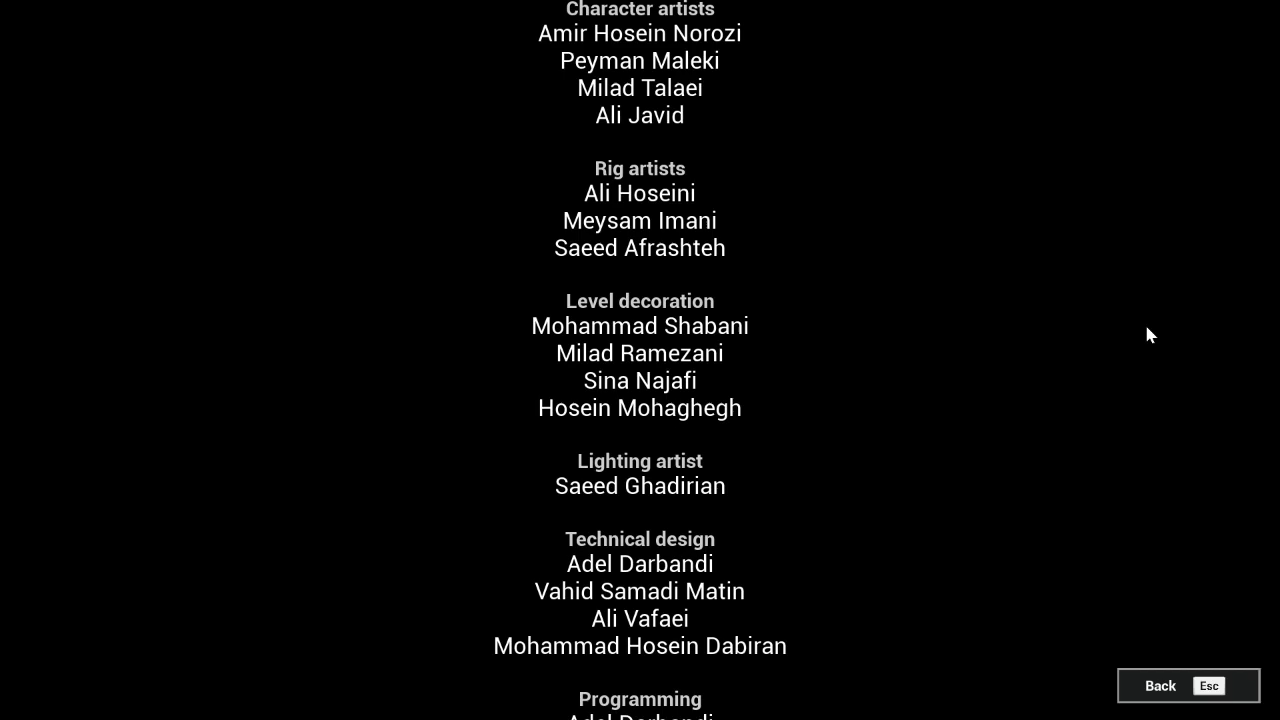 Character artists
Amir Hosein Norozi
Peyman Maleki
Milad Talaei
Ali Javid
Rig artists
Ali Hoseini
Meysam Imani
Saeed Afrashteh
Level decoration
Mohammad Shabani
Milad Ramezani
Sina Najafi
Hosein Mohaghegh
Lighting artist
Saeed Ghadirian
Technical design
Adel Darbandi
Vahid Samadi Matin
Ali Vafaei
Mohammad Hosein Dabiran
Programming
Adel Darbandi
Back Esc